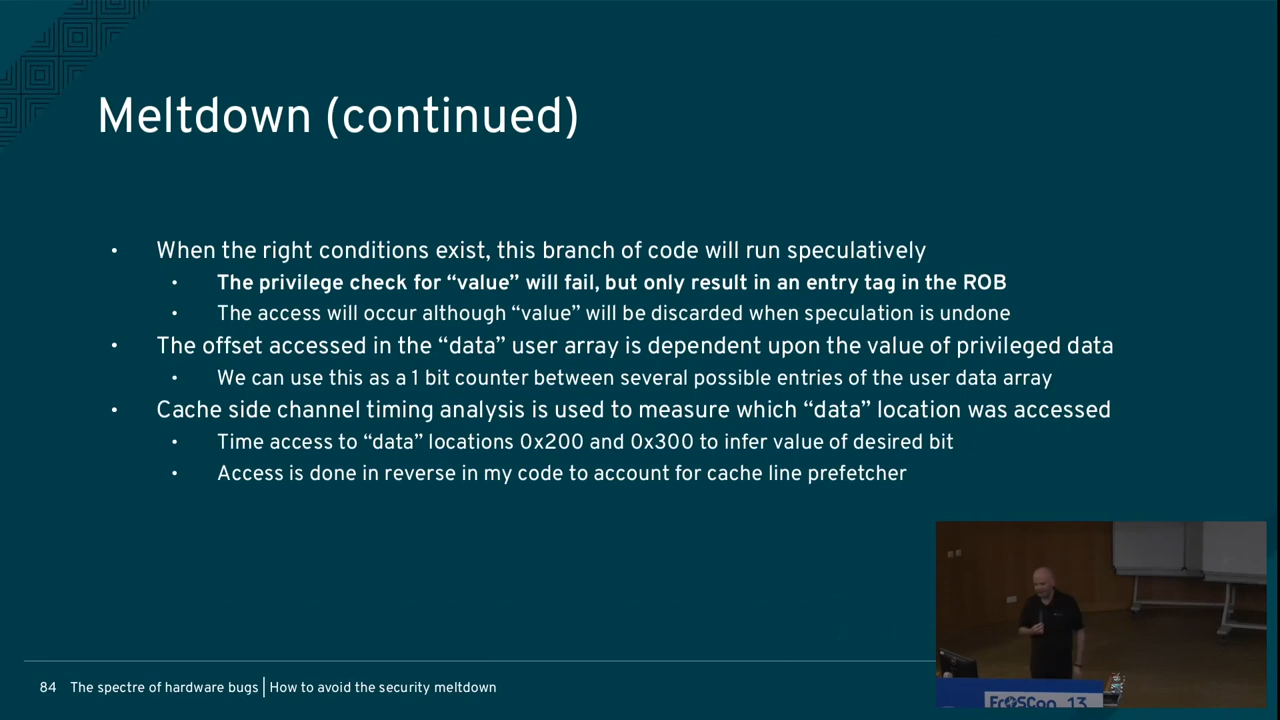 Meltdown (continued)
• When the right conditions exist, this branch of code will run speculatively
• The privilege check for “value” will fail, but only result in an entry tag in the ROB
• The access will occur although “value” will be discarded when speculation is undone
• The offset accessed in the “data” user array is dependent upon the value of privileged data
• We can use this as a 1 bit counter between several possible entries of the user data array
• Cache side channel timing analysis is used to measure which “data” location was accessed
• Time access to “data” locations 0x200 and 0x300 to infer value of desired bit
• Access is done in reverse in my code to account for cache line prefetcher
FrOSCon 13
84 The spectre of hardware bugs | How to avoid the security meltdown